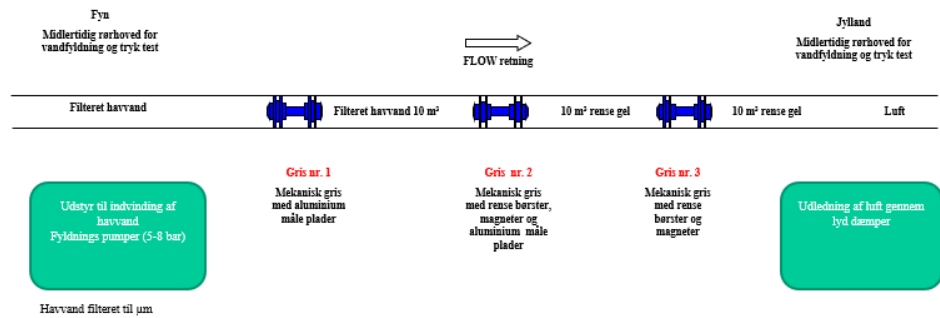 Fyn
Midlertidig rørhoved for
vandfyldning og tryk test
FLOW retning
Jylland
Midlertidig rørhoved for
vandfyldning og tryk test
Filteret havvand
Filteret havvand 10 m³
10 m³ rense gel
10 m³ rense gel
Luft
Gris nr. 1
Mekanisk gris
med aluminium
måle plader
Gris nr. 2
Mekanisk gris
med rense børster,
magneter og
aluminium måle
plader
Gris nr. 3
Mekanisk gris
med rense
børster og
magneter
Udstyr til indvinding af
havvand
Fyldnings pumper (5-8 bar)
Udledning af luft gennem
lyd dæmper
Havvand filteret til µm